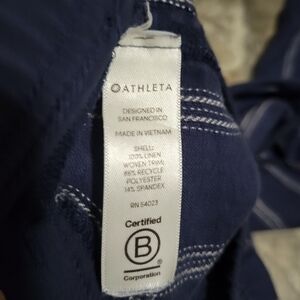 ATHLETA
DESIGNED IN
SAN FRANCISCO
MADE IN VIETNAM
SHELL:
100% LINEN
WOVEN TRIM:
86% RECYCLE
POLYESTER
14% SPANDEX
RN 54023
Certified
B
Corporation